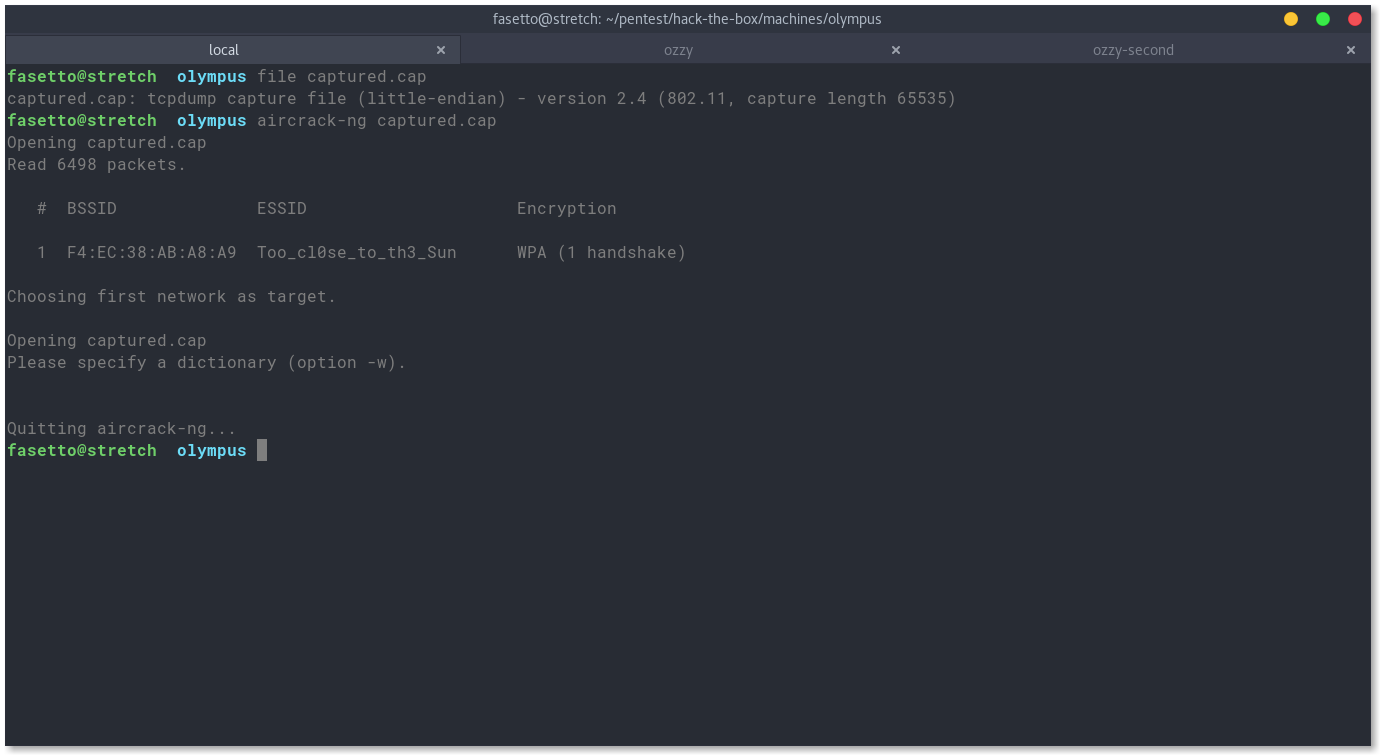 fasetto@stretch: ~/pentest/hack-the-box/machines/olympus
local × ozzy × ozzy-second ×
fasetto@stretch  olympus file captured.cap
captured.cap: tcpdump capture file (little-endian) - version 2.4 (802.11, capture length 65535)
fasetto@stretch  olympus aircrack-ng captured.cap
Opening captured.cap
Read 6498 packets.
#  BSSID              ESSID                     Encryption
1  F4:EC:38:AB:A8:A9  Too_cl0se_to_th3_Sun      WPA (1 handshake)
Choosing first network as target.
Opening captured.cap
Please specify a dictionary (option -w).
Quitting aircrack-ng...
fasetto@stretch  olympus